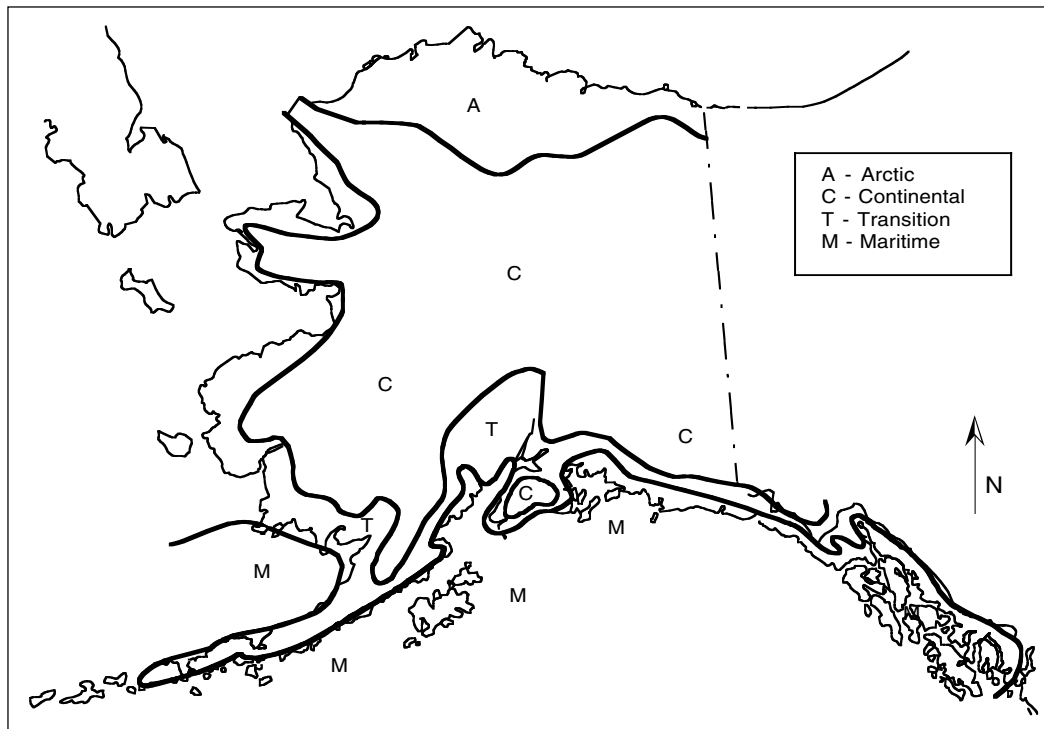 A
A - Arctic
C - Continental
T - Transition
M - Maritime
C
C
C
T
C
N
T
M
M
M
M